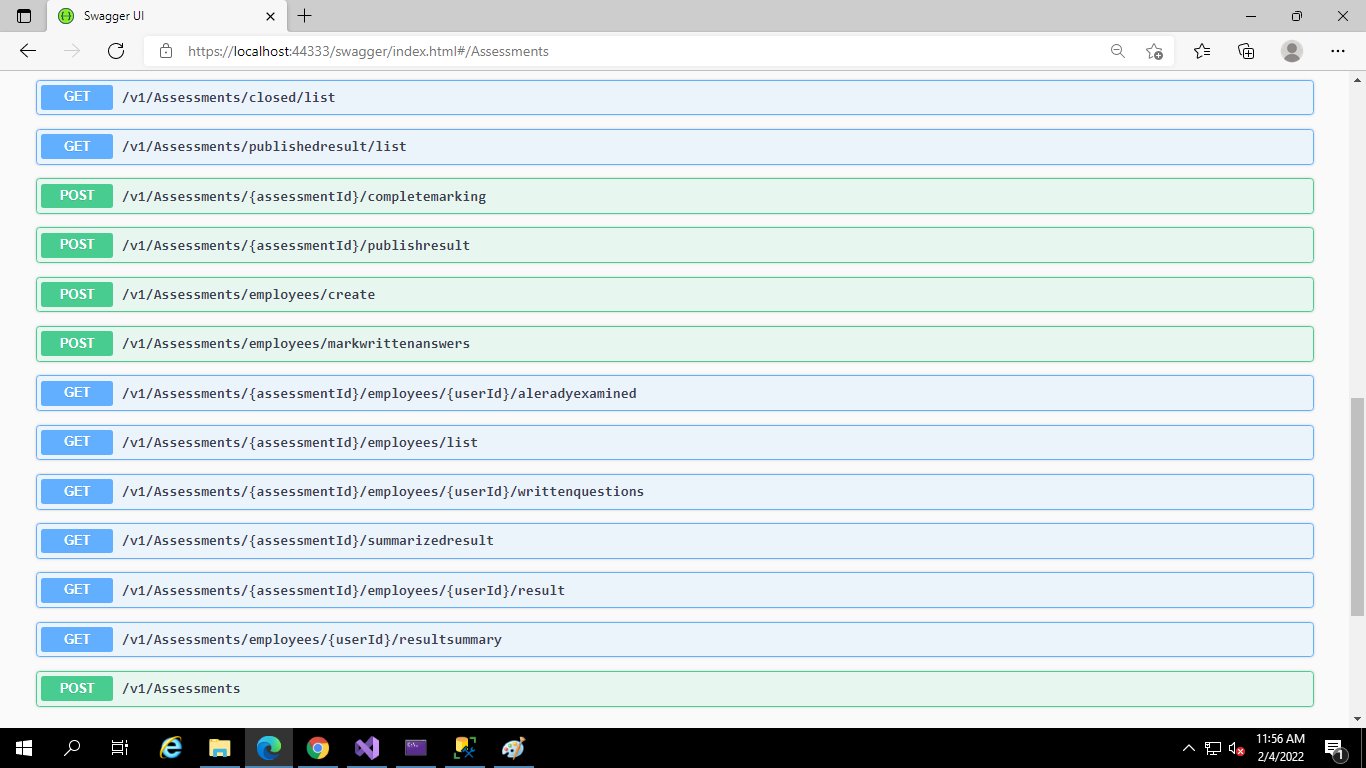 Swagger UI
https://localhost:44333/swagger/index.html#/Assessments
GET /v1/Assessments/closed/list
GET /v1/Assessments/publishedresult/list
POST /v1/Assessments/{assessmentId}/completemarking
POST /v1/Assessments/{assessmentId}/publishresult
POST /v1/Assessments/employees/create
POST /v1/Assessments/employees/markwrittenanswers
GET /v1/Assessments/{assessmentId}/employees/{userId}/aleradyexamined
GET /v1/Assessments/{assessmentId}/employees/list
GET /v1/Assessments/{assessmentId}/employees/{userId}/writtenquestions
GET /v1/Assessments/{assessmentId}/summarizedresult
GET /v1/Assessments/{assessmentId}/employees/{userId}/result
GET /v1/Assessments/employees/{userId}/resultsummary
POST /v1/Assessments
11:56 AM
2/4/2022
1